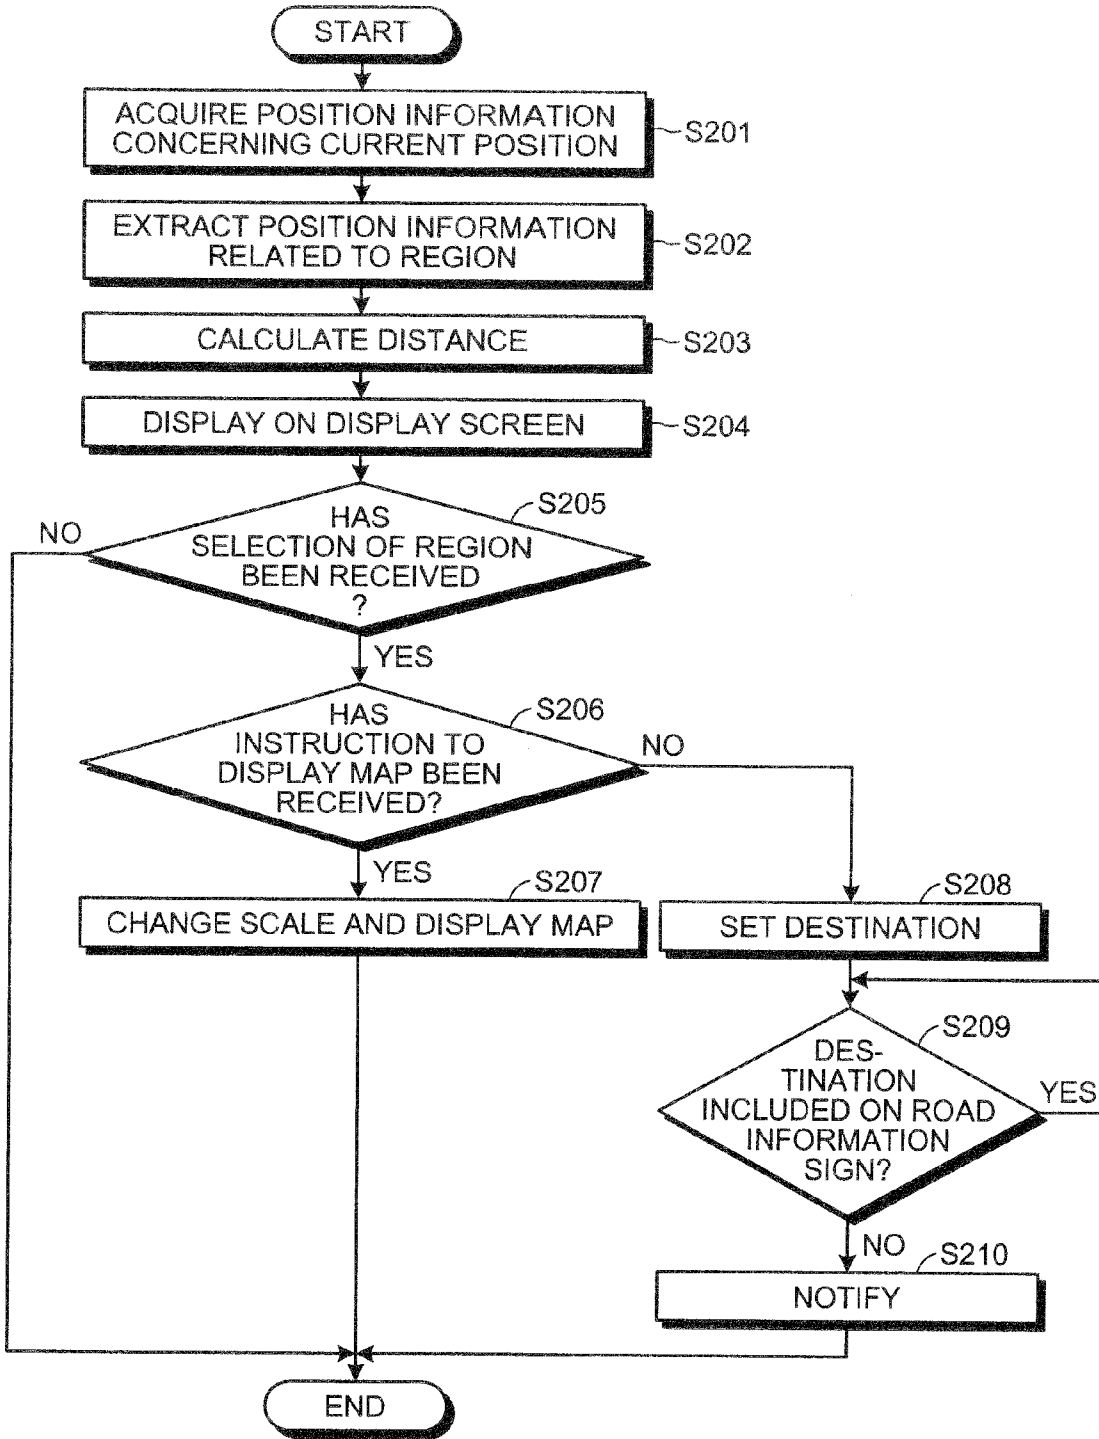 START
ACQUIRE POSITION INFORMATION
CONCERNING CURRENT POSITION
S201
EXTRACT POSITION INFORMATION
RELATED TO REGION
S202
CALCULATE DISTANCE
S203
DISPLAY ON DISPLAY SCREEN
S204
S205
NO
HAS
SELECTION OF REGION
BEEN RECEIVED
?
YES
S206
HAS
INSTRUCTION TO
DISPLAY MAP BEEN
RECEIVED?
NO
YES
S207
CHANGE SCALE AND DISPLAY MAP
S208
SET DESTINATION
S209
DES-
TINATION
INCLUDED ON ROAD
INFORMATION
SIGN?
YES
NO
S210
NOTIFY
END